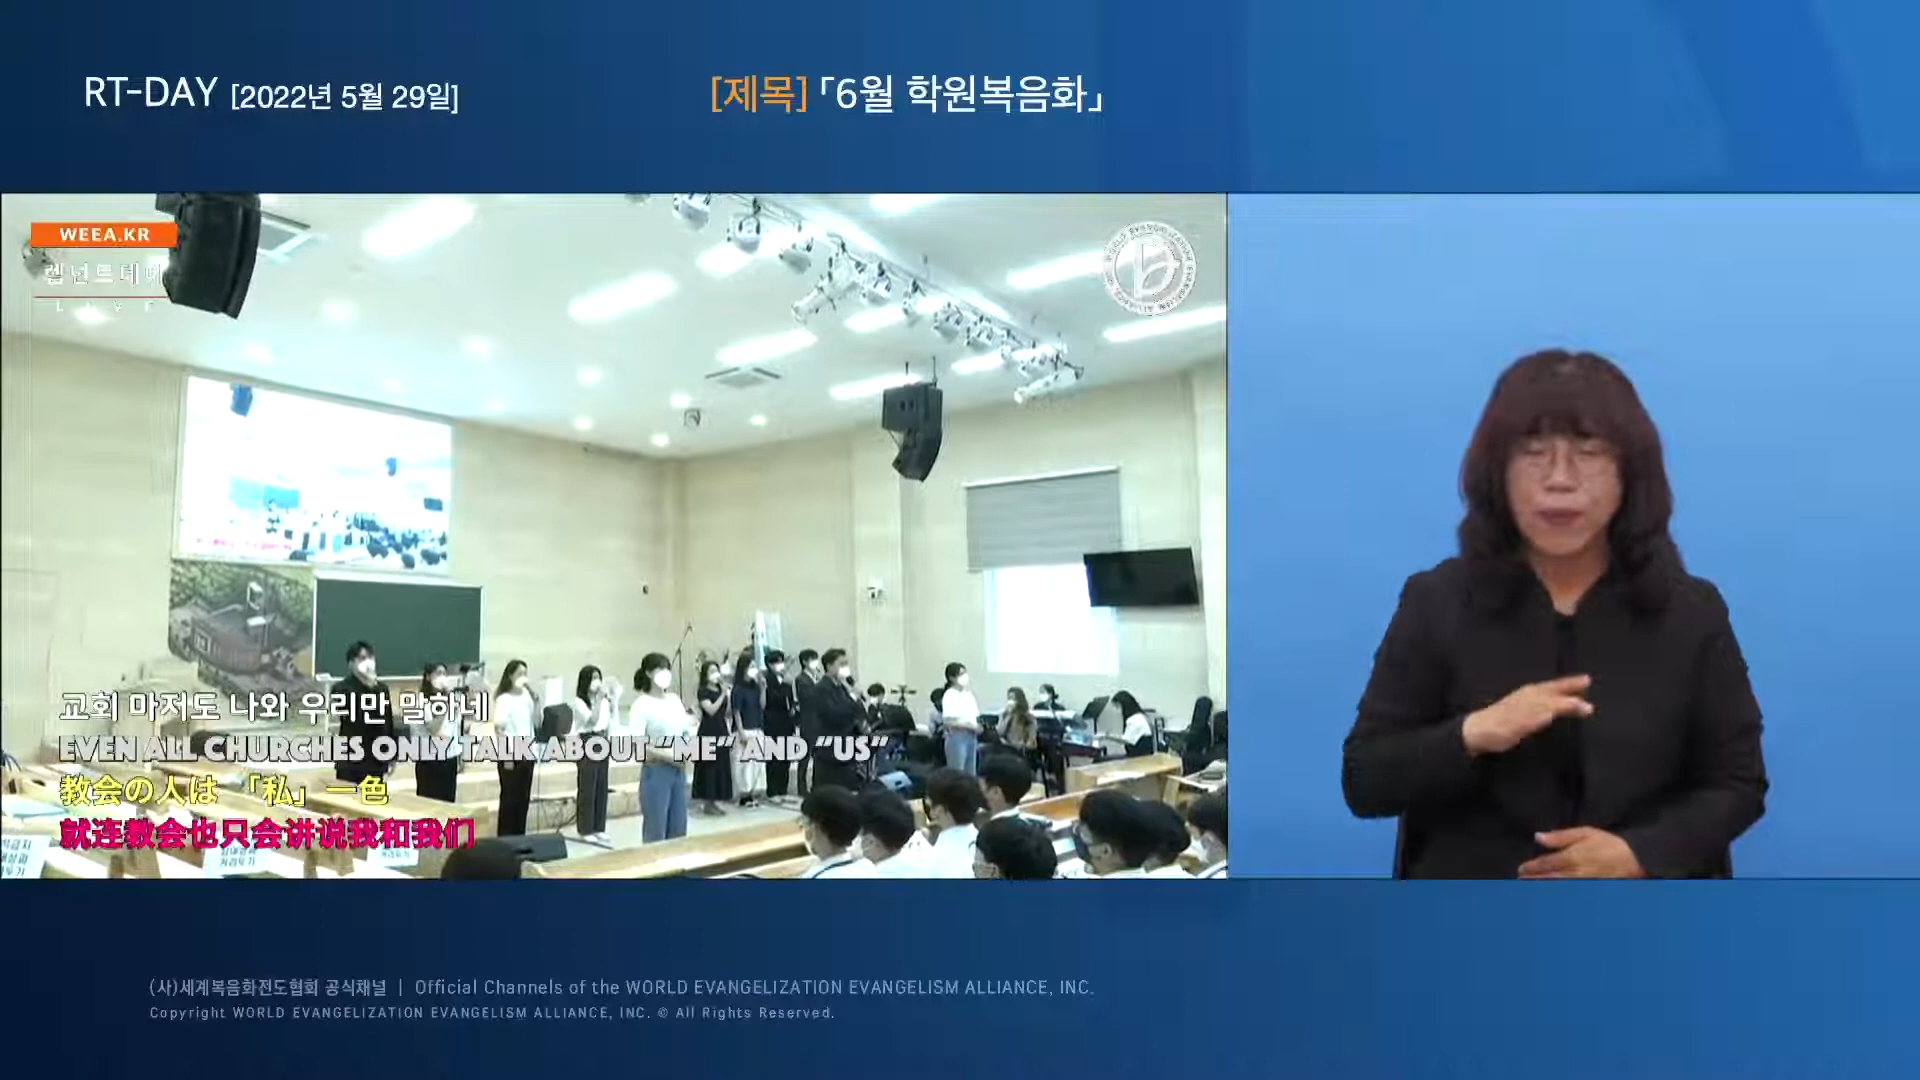 RT-DAY [2022년 5월 29일]
[제목]「6월 학원복음화」
WEEA.KR
렘넌트데이
LIVE
교회 마저도 나와 우리만 말하네
EVEN ALL CHURCHES ONLY TALK ABOUT "ME" AND "US"
教会の人は 「私」一色
就连教会也只会讲说我和我们
거리두기
(사)세계복음화전도협회 공식채널 | Official Channels of the WORLD EVANGELIZATION EVANGELISM ALLIANCE, INC.
Copyright WORLD EVANGELIZATION EVANGELISM ALLIANCE, INC. © All Rights Reserved.